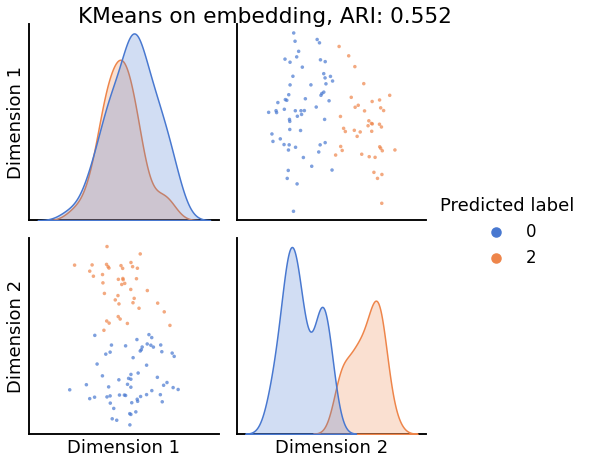 KMeans on embedding, ARI: 0.552
Dimension 1
Predicted label
0
2
Dimension 2
Dimension 1
Dimension 2